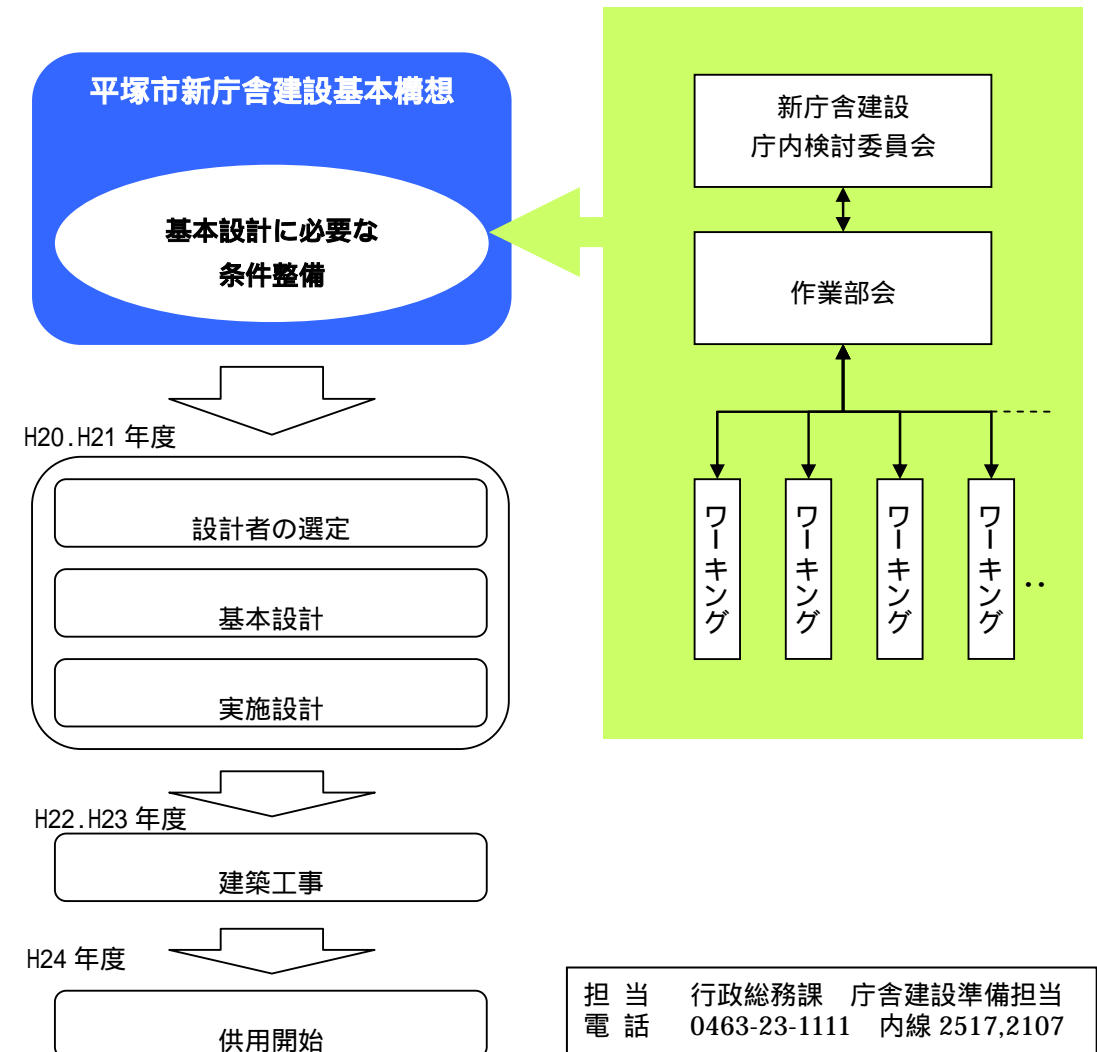 平塚市新庁舎建設基本構想
基本設計に必要な
条件整備
新庁舎建設
庁内検討委員会
作業部会
ワーキング
ワーキング
ワーキング
ワーキング
‥
H20.H21 年度
設計者の選定
基本設計
実施設計
H22.H23 年度
建築工事
H24 年度
供用開始
担 当 行政総務課 庁舎建設準備担当
電 話 0463-23-1111 内線 2517,2107